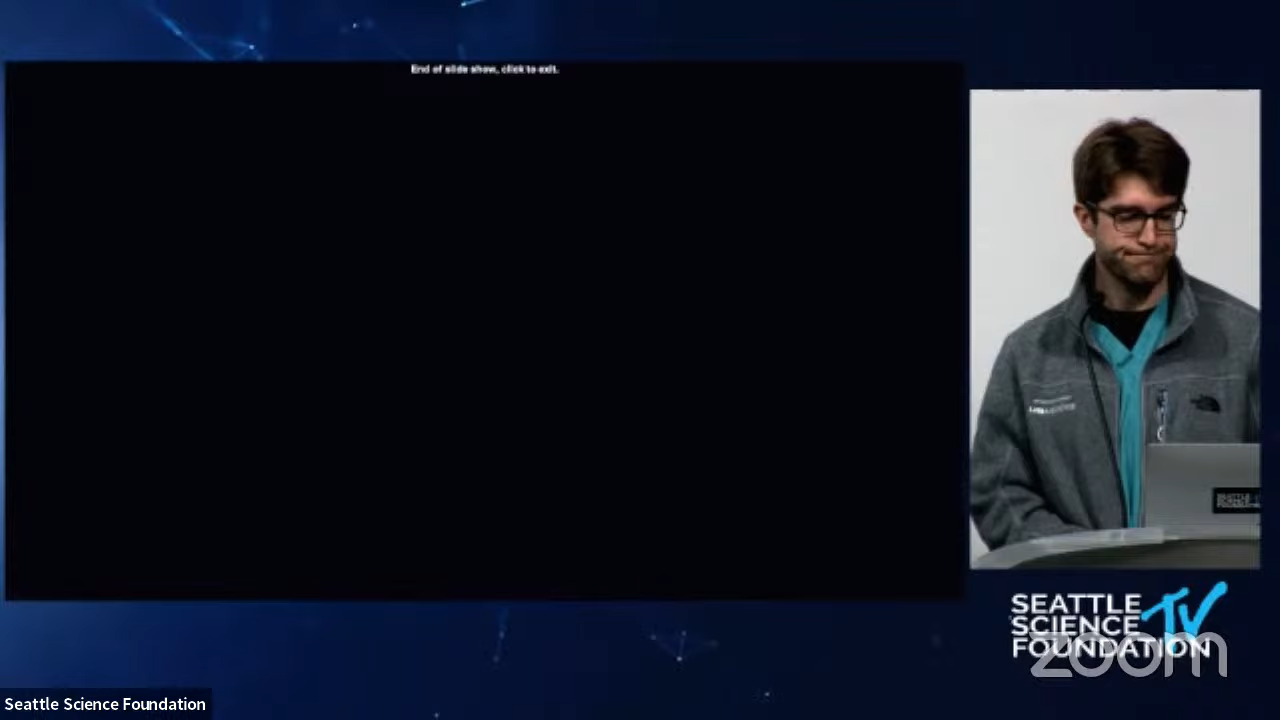 End of slide show, click to exit.
SEATTLE
SCIENCE
FOUNDATION
TV
zoom
Seattle Science Foundation